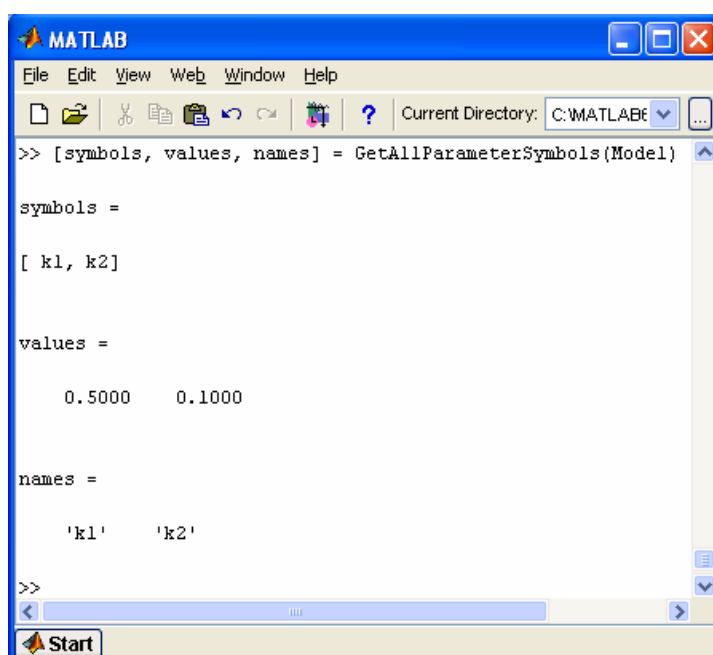 MATLAB
File Edit View Web Window Help
? Current Directory: C:\MATLAB6 ...
>> [symbols, values, names] = GetAllParameterSymbols(Model)
symbols =
[ k1, k2]
values =
0.5000 0.1000
names =
'k1' 'k2'
>>
Start